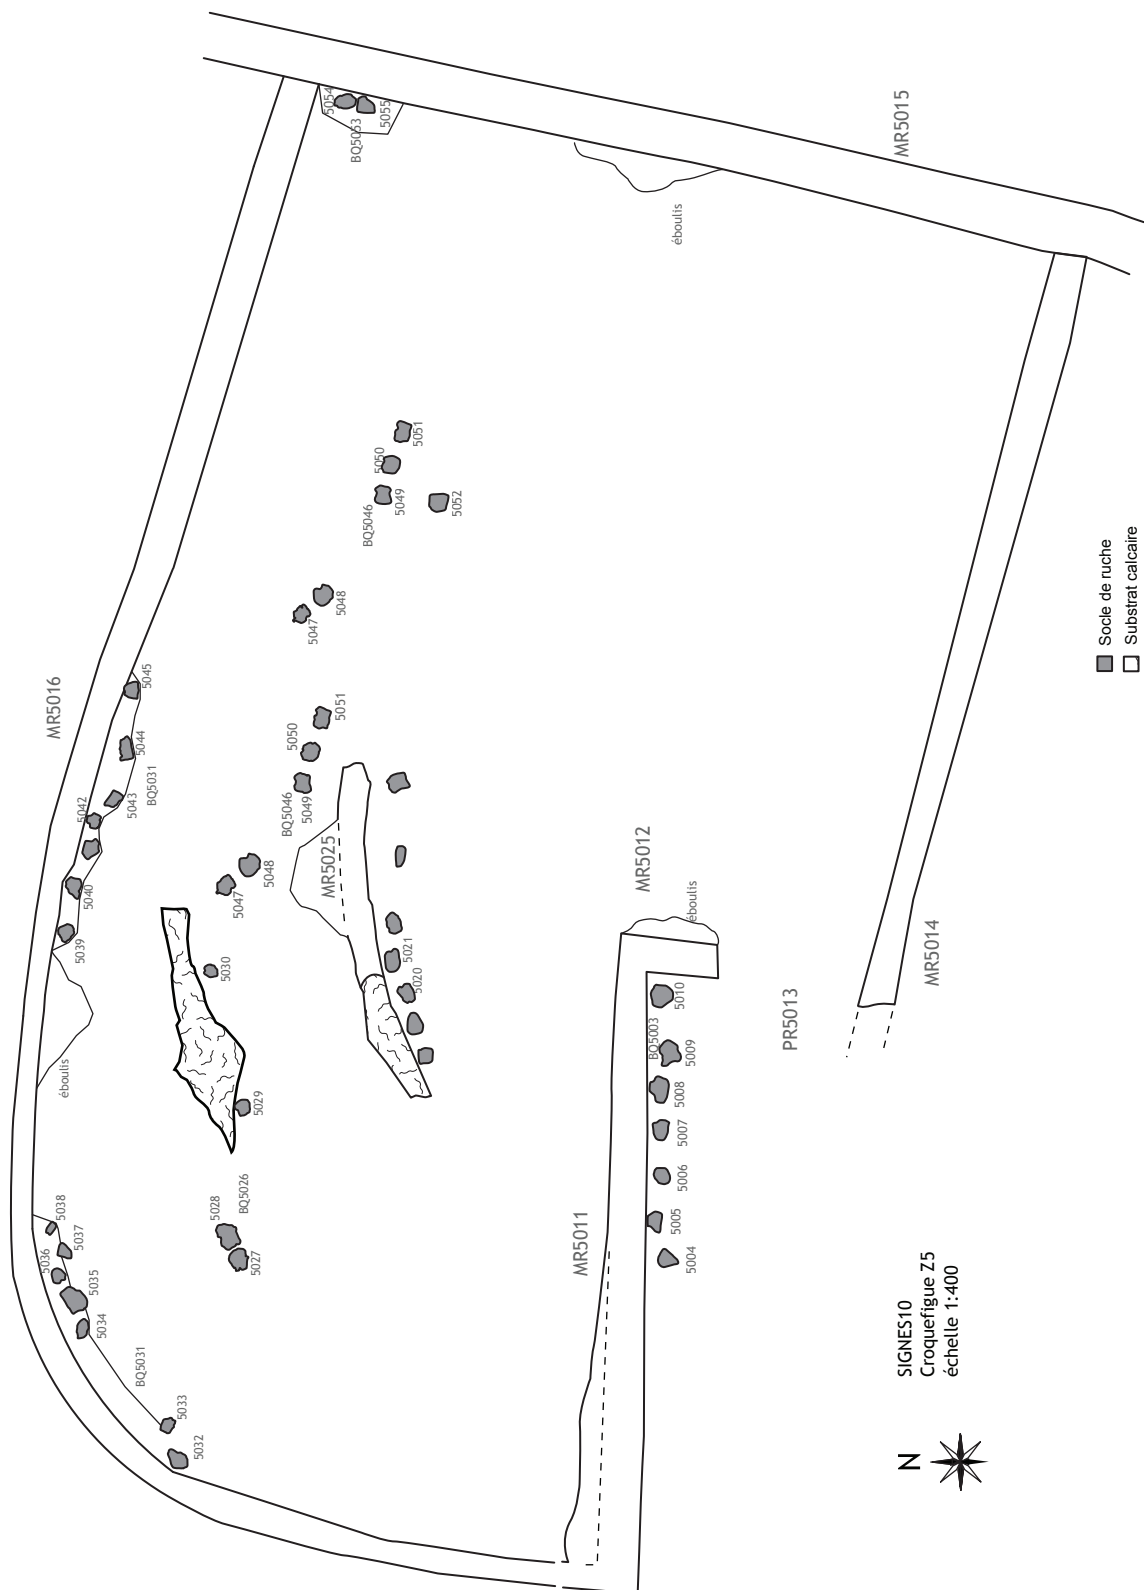 MR5016
MR5015
5054
5055
BQ5053
éboulis
5045
5044
5043
BQ5031
5042
5040
5039
éboulis
5051
5050
5049
BQ5046
5052
5048
5047
5051
5050
5049
BQ5046
MR5025
5048
5047
5030
5029
5021
5020
5028
BQ5026
5027
5038
5037
5036
5035
5034
BQ5031
5033
5032
MR5012
éboulis
5010
BQ5003
5009
5008
5007
5006
5005
5004
MR5011
PR5013
MR5014
Socle de ruche
Substrat calcaire
SIGNES10
Croquefigue Z5
échelle 1:400
N